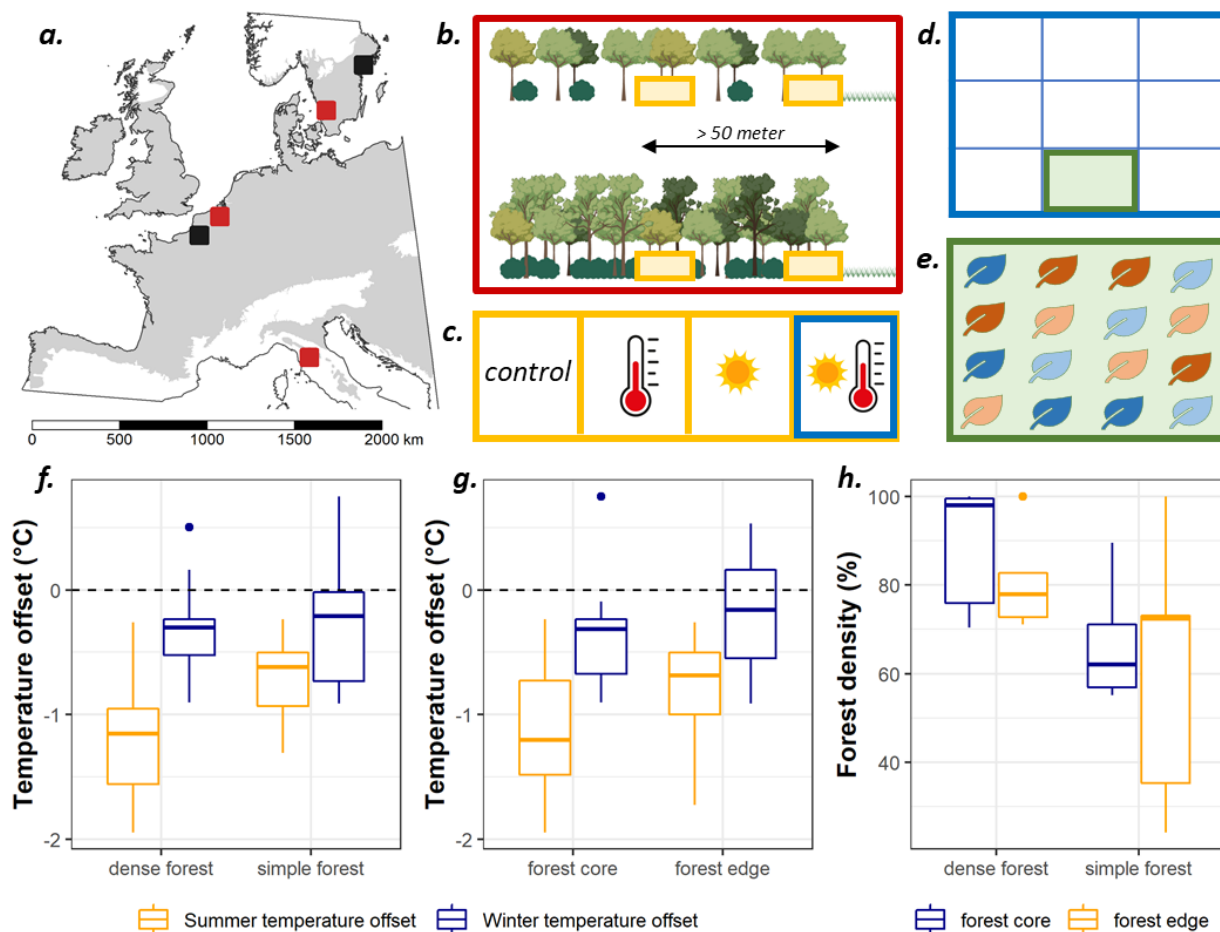 a.
0 500 1000 1500 2000 km
b.
> 50 meter
c.
control
d.
e.
f.
Temperature offset (°C)
0
-1
-2
dense forest simple forest
g.
Temperature offset (°C)
0
-1
-2
forest core forest edge
Summer temperature offset Winter temperature offset
h.
Forest density (%)
100
80
60
40
dense forest simple forest
forest core forest edge